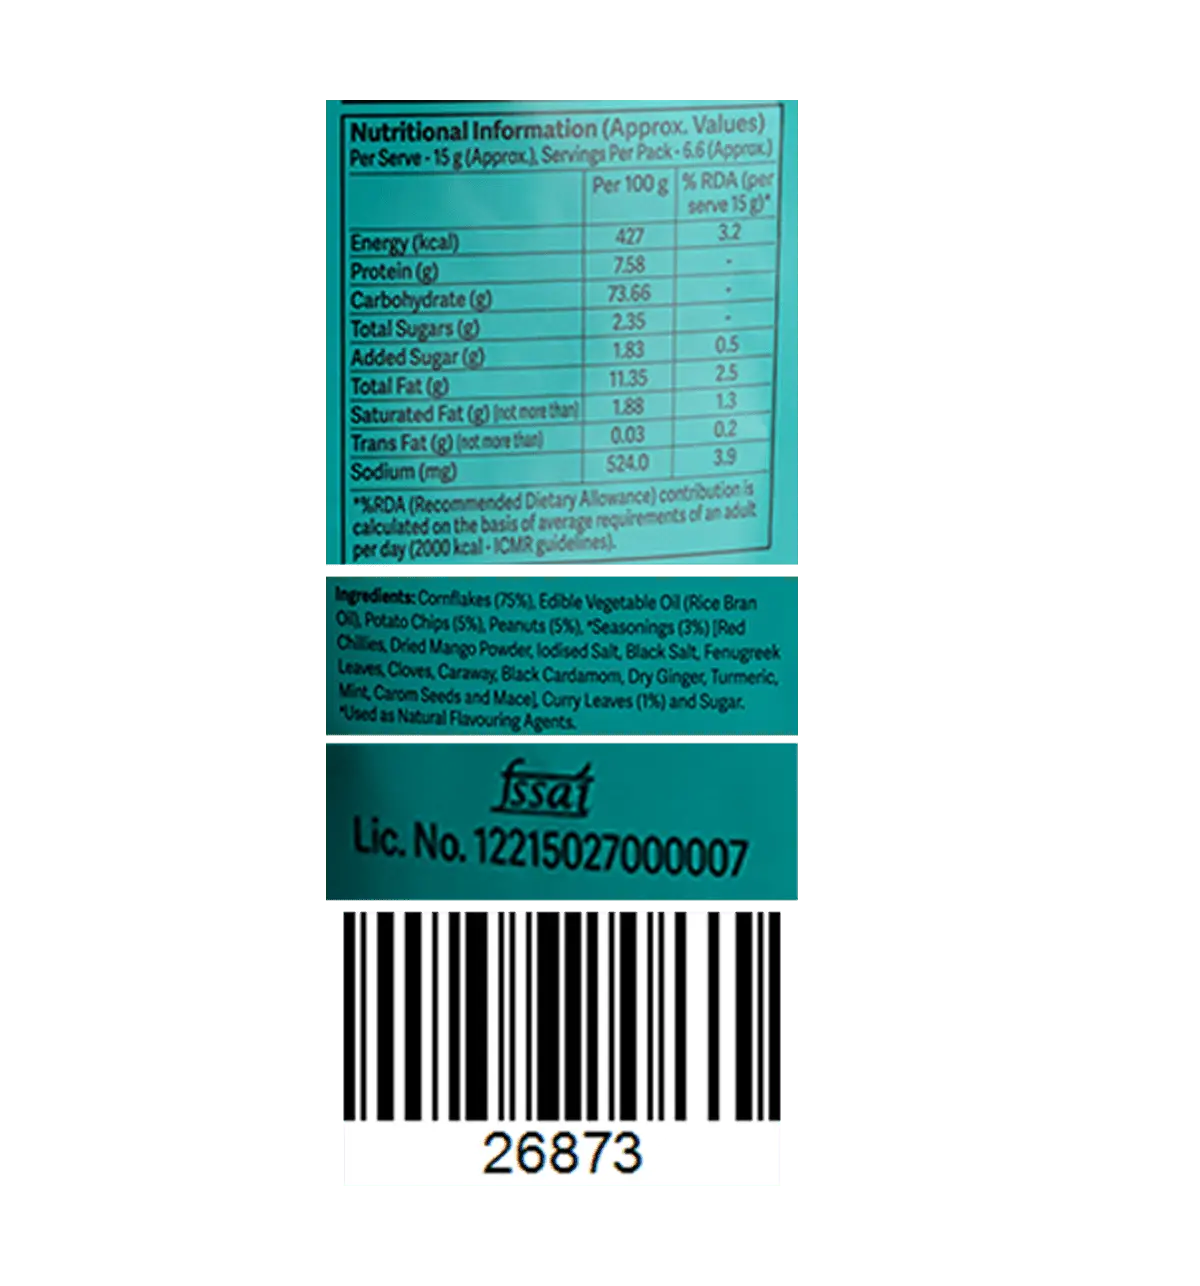 Nutritional Information (Approx. Values)
Per Serve - 15 g (Approx.), Servings Per Pack - 6.6 (Approx.)
Per 100 g % RDA (per serve 15 g)*
Energy (kcal) 427 3.2
Protein (g) 7.58 -
Carbohydrate (g) 73.66 -
Total Sugars (g) 2.35 -
Added Sugar (g) 1.83 0.5
Total Fat (g) 11.35 2.5
Saturated Fat (g) (not more than) 1.88 1.3
Trans Fat (g) (not more than) 0.03 0.2
Sodium (mg) 524.0 3.9
*%RDA (Recommended Dietary Allowance) contribution is
calculated on the basis of average requirements of an adult
per day (2000 kcal - ICMR guidelines).
Ingredients: Cornflakes (75%), Edible Vegetable Oil (Rice Bran
Oil), Potato Chips (5%), Peanuts (5%), *Seasonings (3%) [Red
Chillies, Dried Mango Powder, Iodised Salt, Black Salt, Fenugreek
Leaves, Cloves, Caraway, Black Cardamom, Dry Ginger, Turmeric,
Mint, Carom Seeds and Mace], Curry Leaves (1%) and Sugar.
*Used as Natural Flavouring Agents.
fssai
Lic. No. 12215027000007
26873